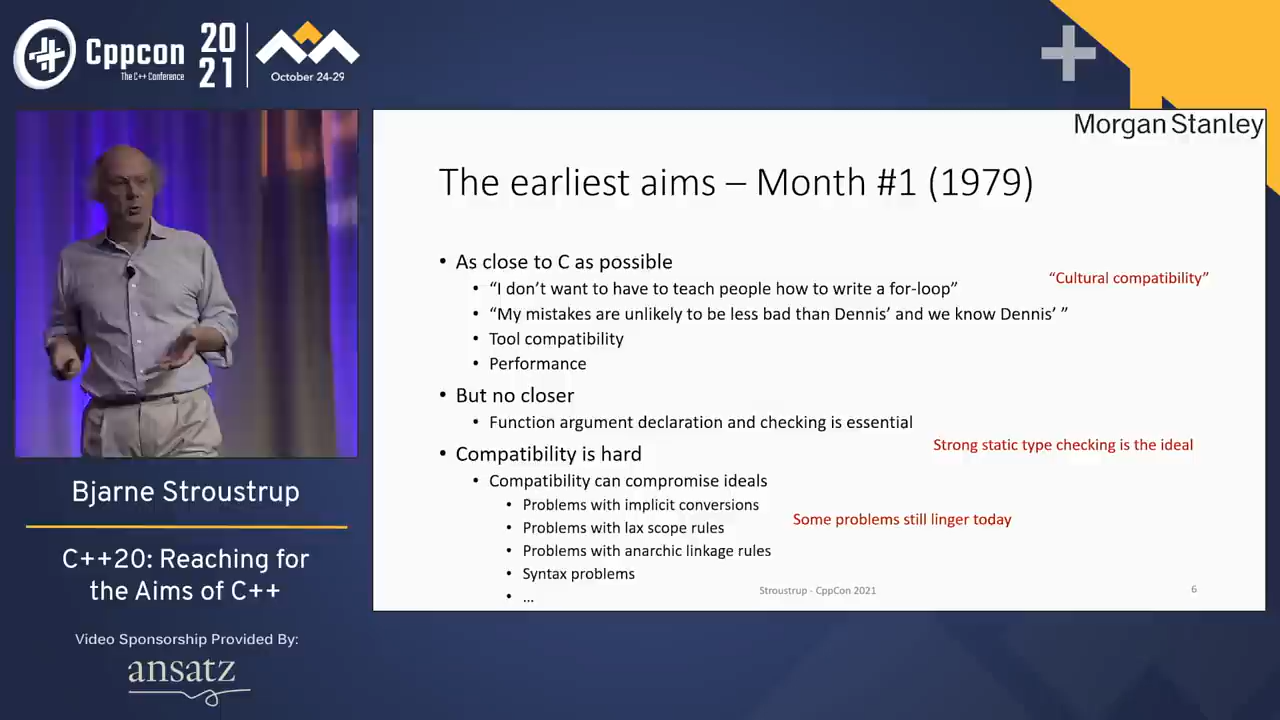 Cppcon
The C++ Conference
20
21
October 24-29
Morgan Stanley
The earliest aims – Month #1 (1979)
• As close to C as possible
• “I don’t want to have to teach people how to write a for-loop”
“Cultural compatibility”
• “My mistakes are unlikely to be less bad than Dennis’ and we know Dennis’ ”
• Tool compatibility
• Performance
• But no closer
• Function argument declaration and checking is essential
Strong static type checking is the ideal
• Compatibility is hard
• Compatibility can compromise ideals
• Problems with implicit conversions
Some problems still linger today
• Problems with lax scope rules
• Problems with anarchic linkage rules
• Syntax problems
• …
Stroustrup - CppCon 2021
6
Bjarne Stroustrup
C++20: Reaching for
the Aims of C++
Video Sponsorship Provided By:
ansatz